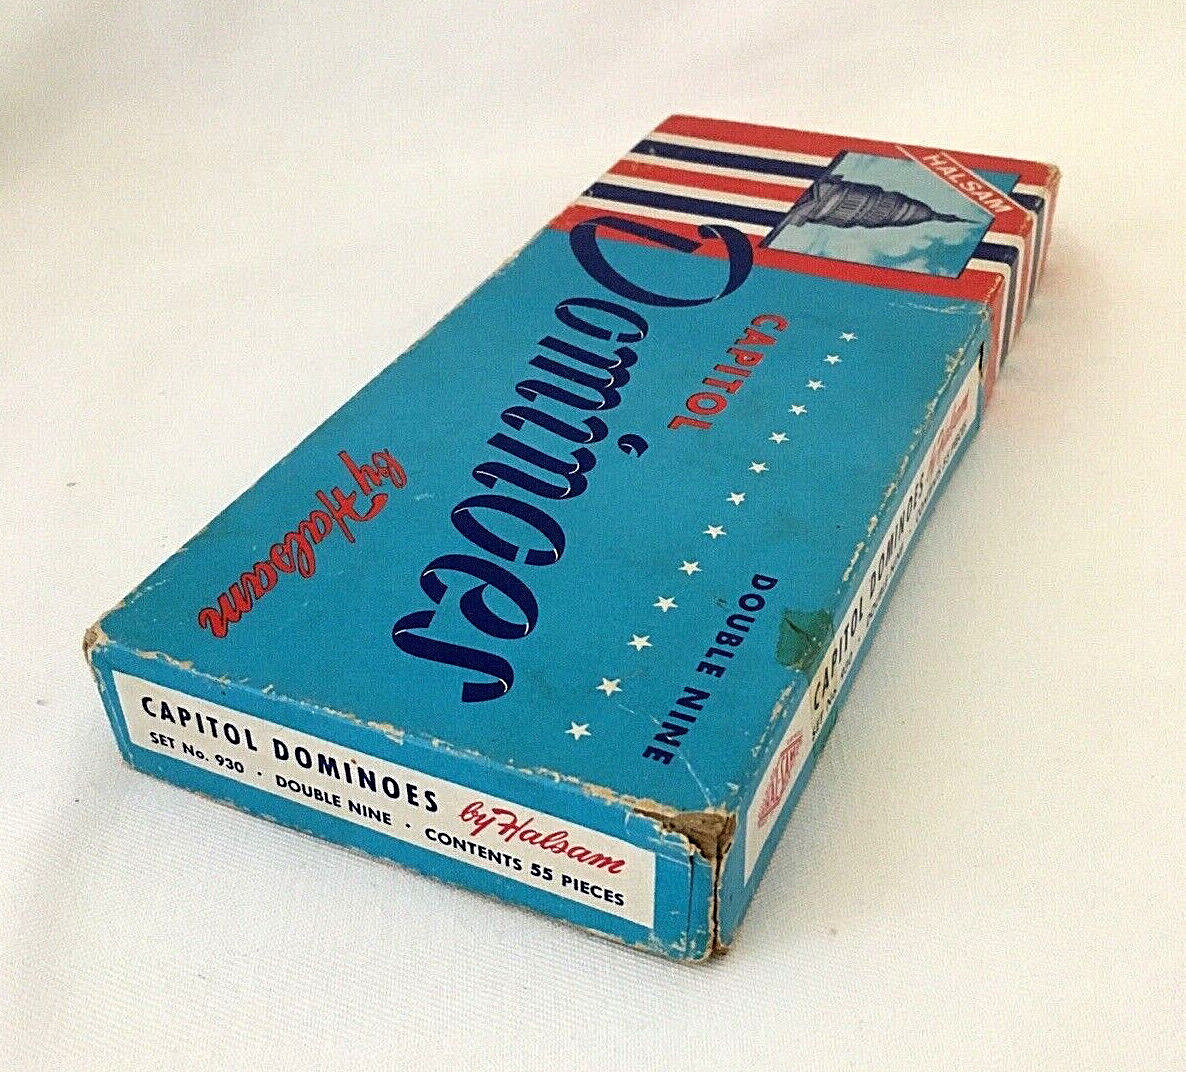 HALSAM
CAPITOL
Dominoes
by Halsam
DOUBLE NINE
CAPITOL DOMINOES by Halsam
SET No. 930 · DOUBLE NINE · CONTENTS 55 PIECES
CAPITOL DOMINOES
HALSAM